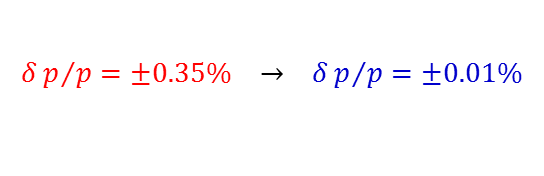 δ p/p = ±0.35% → δ p/p = ±0.01%